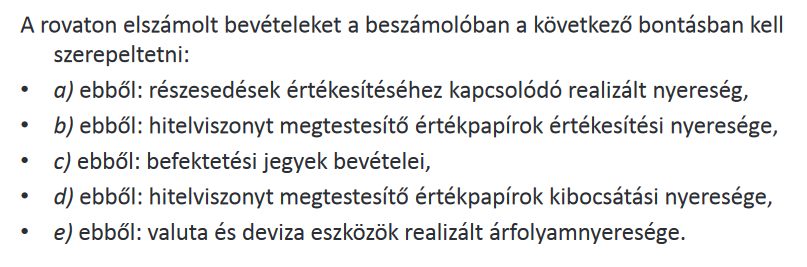 A rovaton elszámolt bevételeket a beszámolóban a következő bontásban kell
szerepeltetni:
• a) ebből: részesedések értékesítéséhez kapcsolódó realizált nyereség,
• b) ebből: hitelviszonyt megtestesítő értékpapírok értékesítési nyeresége,
• c) ebből: befektetési jegyek bevételei,
• d) ebből: hitelviszonyt megtestesítő értékpapírok kibocsátási nyeresége,
• e) ebből: valuta és deviza eszközök realizált árfolyamnyeresége.